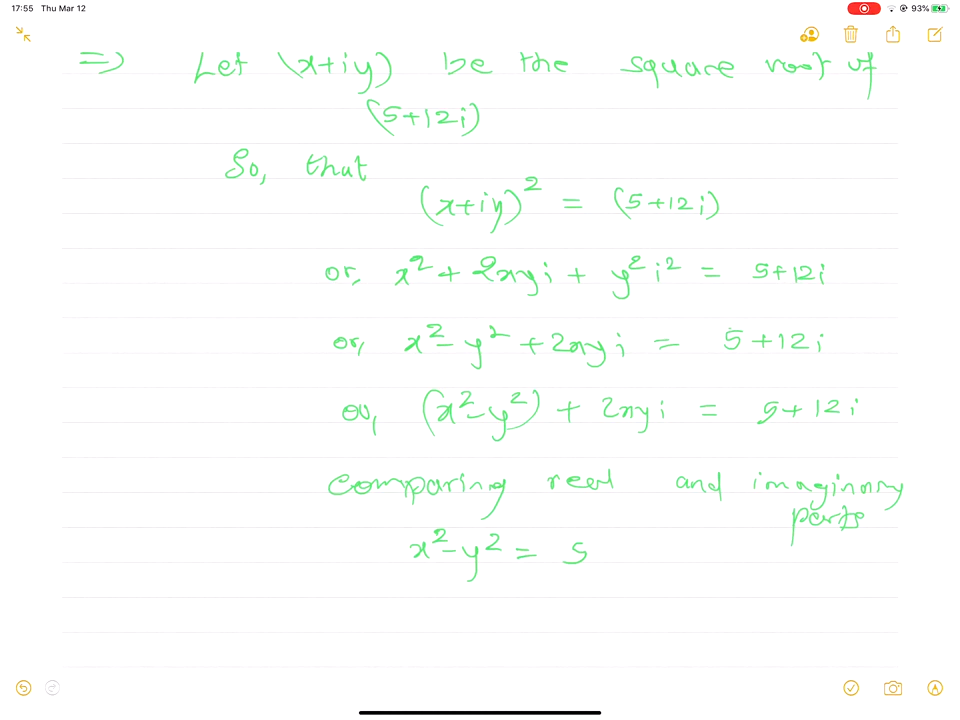 17:55 Thu Mar 12
93%
=> Let (x+iy) be the square root of
(5+12i)
So, that
(x+iy)² = (5+12i)
or, x² + 2xyi + y²i² = 5+12i
or, x² - y² + 2xyi = 5+12i
or, (x² - y²) + 2xyi = 5+12i
comparing real and imaginary
parts
x² - y² = 5